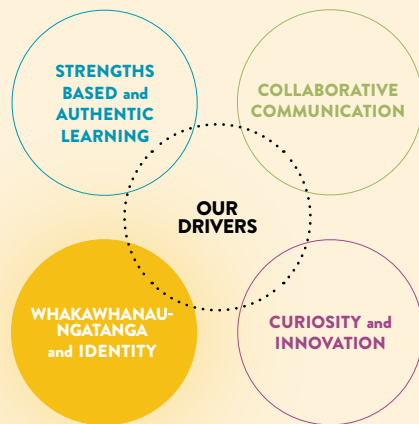 STRENGTHS
BASED and
AUTHENTIC
LEARNING
COLLABORATIVE
COMMUNICATION
OUR
DRIVERS
WHAKAWHANAU-
NGATANGA
and IDENTITY
CURIOSITY and
INNOVATION